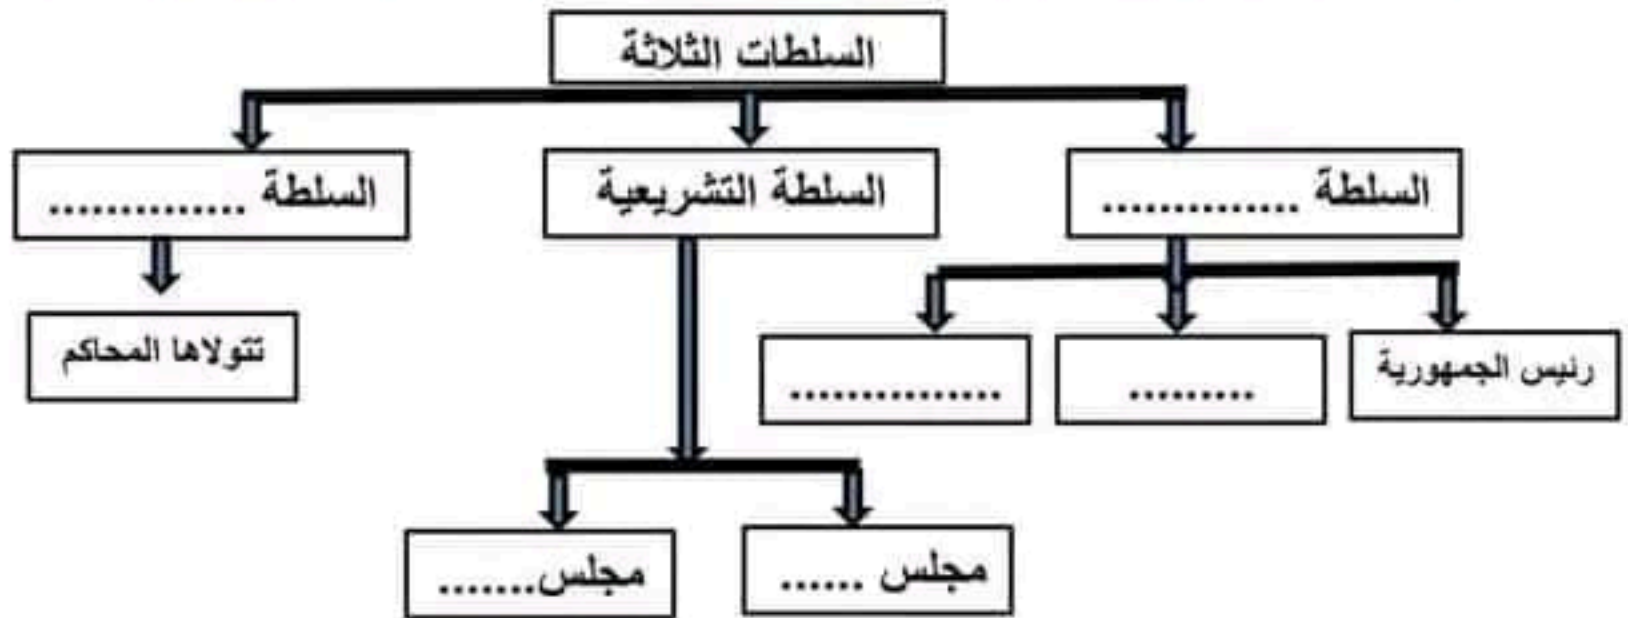 السلطات الثلاثة
السلطة ..............
السلطة التشريعية
السلطة ..............
رئيس الجمهورية
.........
...............
تتولاها المحاكم
مجلس ......
مجلس.......